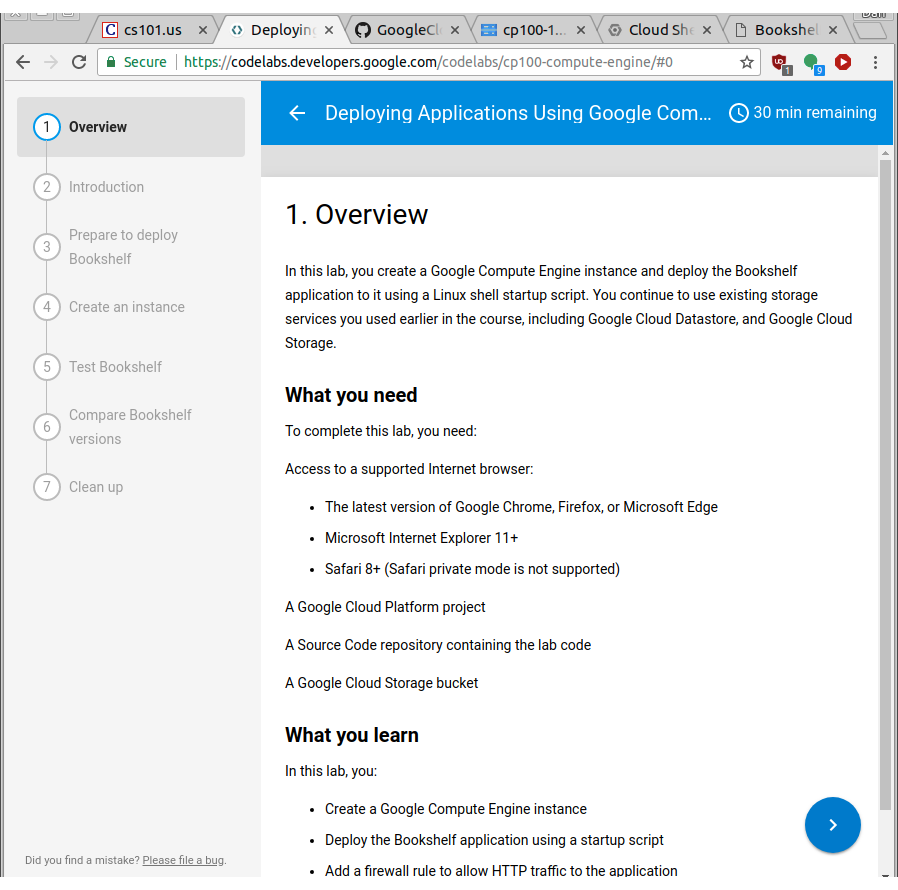 Dan
cs101.us
Deploying
GoogleCl
cp100-1...
Cloud She
Bookshel
Secure
https://codelabs.developers.google.com/codelabs/cp100-compute-engine/#0
1
9
Deploying Applications Using Google Com...
30 min remaining
1 Overview
2 Introduction
3 Prepare to deploy
Bookshelf
4 Create an instance
5 Test Bookshelf
6 Compare Bookshelf
versions
7 Clean up
Did you find a mistake? Please file a bug.
1. Overview
In this lab, you create a Google Compute Engine instance and deploy the Bookshelf
application to it using a Linux shell startup script. You continue to use existing storage
services you used earlier in the course, including Google Cloud Datastore, and Google Cloud
Storage.
What you need
To complete this lab, you need:
Access to a supported Internet browser:
• The latest version of Google Chrome, Firefox, or Microsoft Edge
• Microsoft Internet Explorer 11+
• Safari 8+ (Safari private mode is not supported)
A Google Cloud Platform project
A Source Code repository containing the lab code
A Google Cloud Storage bucket
What you learn
In this lab, you:
• Create a Google Compute Engine instance
• Deploy the Bookshelf application using a startup script
• Add a firewall rule to allow HTTP traffic to the application